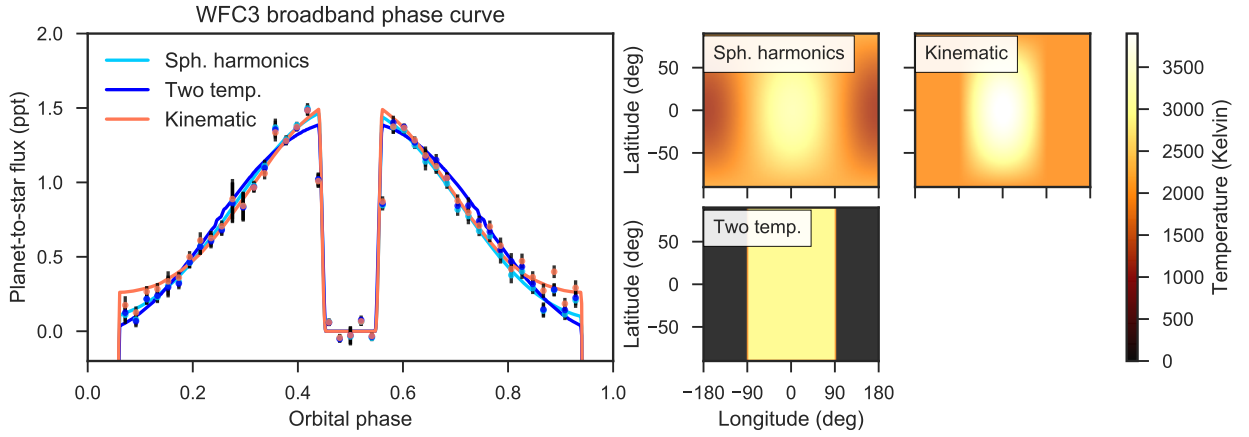 WFC3 broadband phase curve
Planet-to-star flux (ppt)
2.0
1.5
1.0
0.5
0.0
Sph. harmonics
Two temp.
Kinematic
0.0 0.2 0.4 0.6 0.8 1.0
Orbital phase
Latitude (deg)
50
0
−50
Sph. harmonics
Kinematic
Latitude (deg)
50
0
−50
Two temp.
−180 −90 0 90 180
Longitude (deg)
3500
3000
2500
2000
1500
1000
500
0
Temperature (Kelvin)